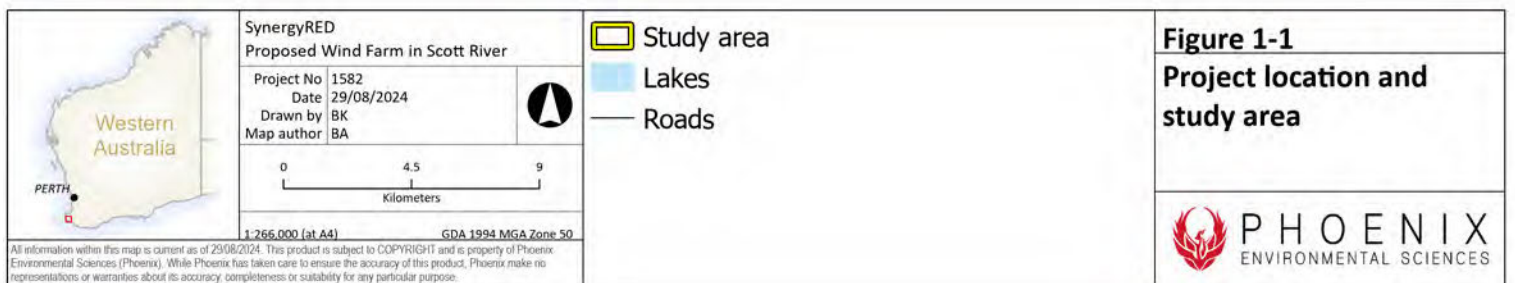 Western
Australia
PERTH
SynergyRED
Proposed Wind Farm in Scott River
Project No 1582
Date 29/08/2024
Drawn by BK
Map author BA
0 4.5 9
Kilometers
1:266,000 (at A4) GDA 1994 MGA Zone 50
All information within this map is current as of 29/08/2024. This product is subject to COPYRIGHT and is property of Phoenix
Environmental Sciences (Phoenix). While Phoenix has taken care to ensure the accuracy of this product, Phoenix make no
representations or warranties about its accuracy, completeness or suitability for any particular purpose.
Study area
Lakes
Roads
Figure 1-1
Project location and
study area
PHOENIX
ENVIRONMENTAL SCIENCES